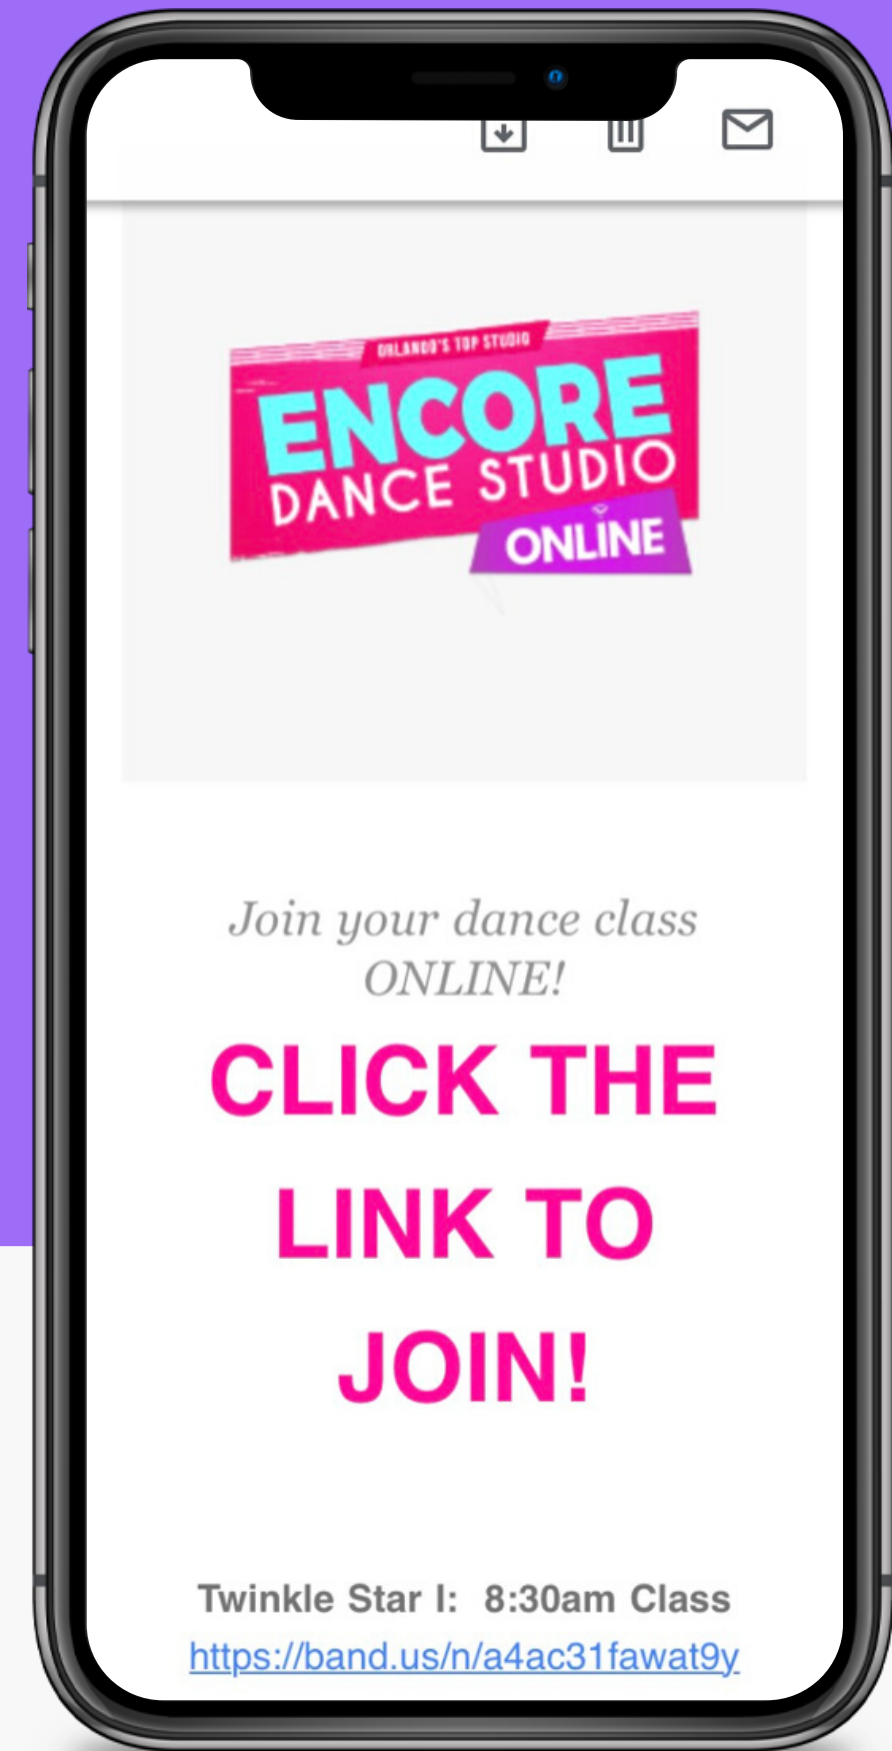 ORLANDO'S TOP STUDIO
ENCORE
DANCE STUDIO
ONLINE
Join your dance class
ONLINE!
CLICK THE
LINK TO
JOIN!
Twinkle Star I:  8:30am Class
https://band.us/n/a4ac31fawat9y